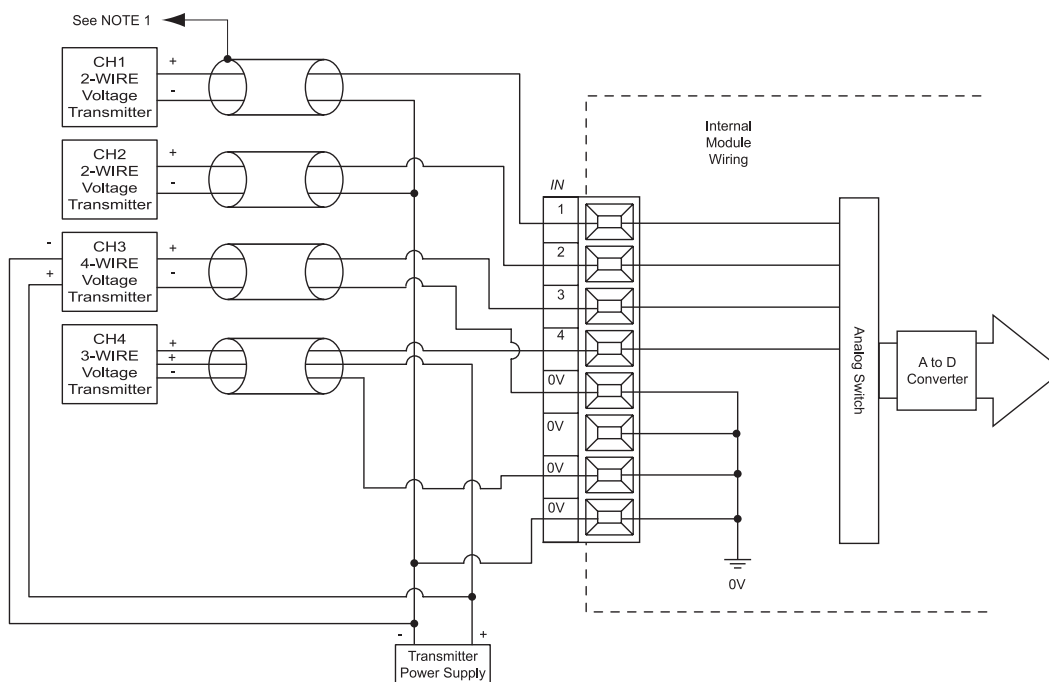 See NOTE 1
CH1
2-WIRE
Voltage
Transmitter
+
-
CH2
2-WIRE
Voltage
Transmitter
+
-
-
+
CH3
4-WIRE
Voltage
Transmitter
+
-
CH4
3-WIRE
Voltage
Transmitter
+
+
-
IN
1
2
3
4
0V
0V
0V
0V
Internal
Module
Wiring
0V
Analog Switch
A to D
Converter
-
+
Transmitter
Power Supply